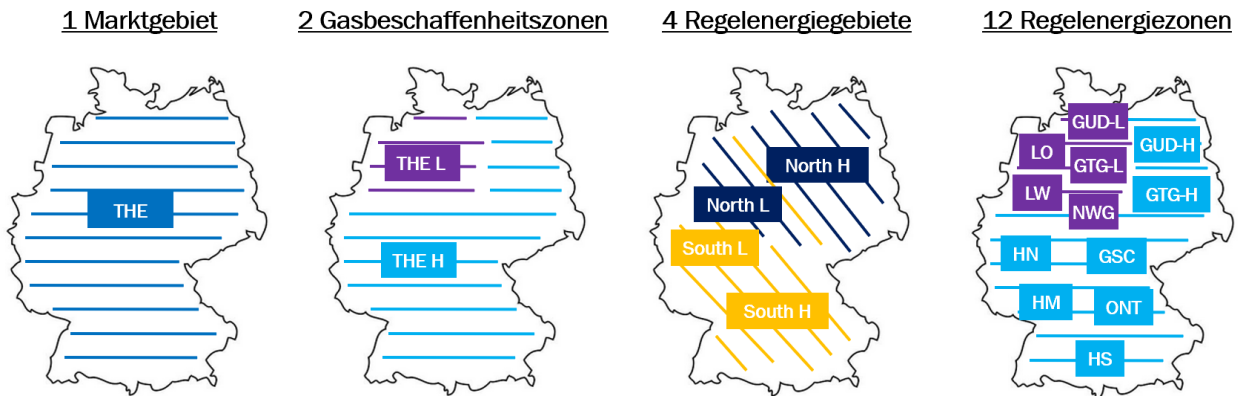 1 Marktgebiet
2 Gasbeschaffenheitszonen
4 Regelenergiegebiete
12 Regelenergiezonen
THE
THE L
THE H
North H
North L
South L
South H
GUD-L
GUD-H
LO
GTG-L
LW
GTG-H
NWG
HN
GSC
HM
ONT
HS